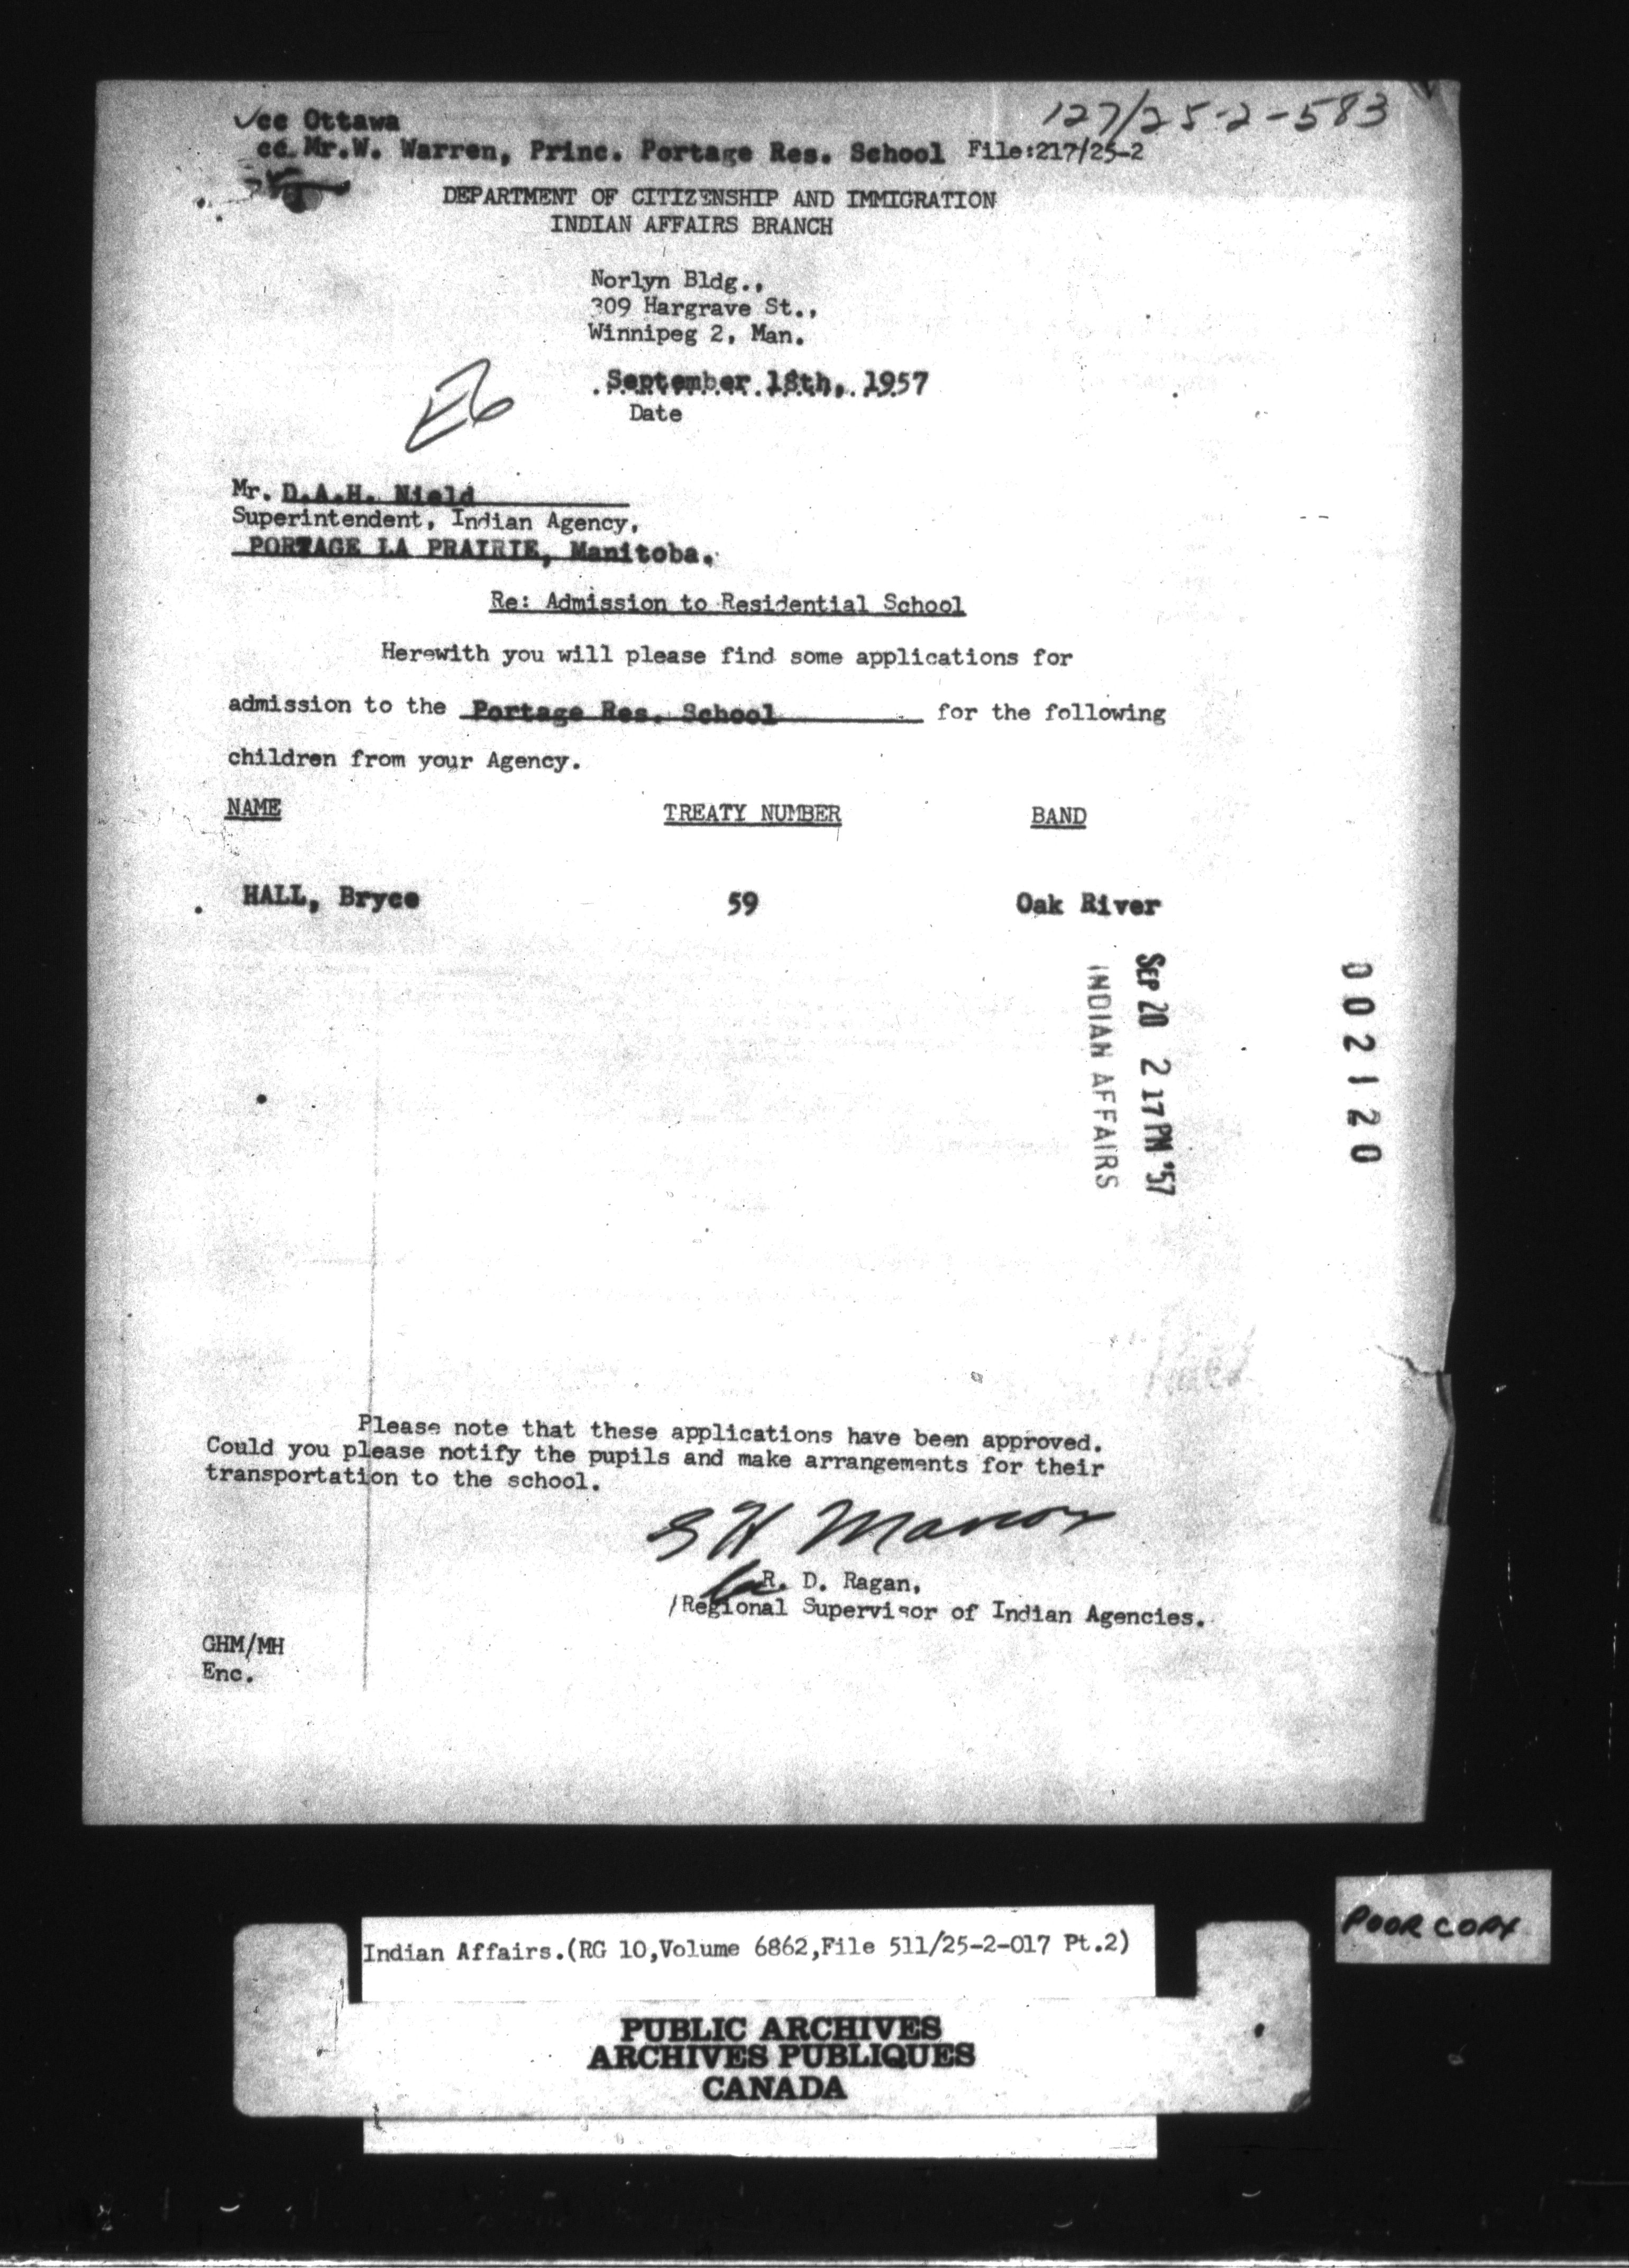 cc Ottawa
127/25-2-583
cc. Mr. W. Warren, Princ. Portage Res. School File:217/25-2
DEPARTMENT OF CITIZENSHIP AND IMMIGRATION
INDIAN AFFAIRS BRANCH
Norlyn Bldg.,
309 Hargrave St.,
Winnipeg 2, Man.
September 18th, 1957
Date
Mr. D.A.H. Nield
Superintendent, Indian Agency,
PORTAGE LA PRAIRIE, Manitoba.
Re: Admission to Residential School
Herewith you will please find some applications for
admission to the Portage Res. School for the following
children from your Agency.
NAME TREATY NUMBER BAND
HALL, Bryce 59 Oak River
SEP 20 2 17 PM '57
INDIAN AFFAIRS
002120
Please note that these applications have been approved.
Could you please notify the pupils and make arrangements for their
transportation to the school.
R. D. Ragan,
/Regional Supervisor of Indian Agencies.
GHM/MH
Enc.
POOR COPY
Indian Affairs.(RG 10,Volume 6862,File 511/25-2-017 Pt.2)
PUBLIC ARCHIVES
ARCHIVES PUBLIQUES
CANADA